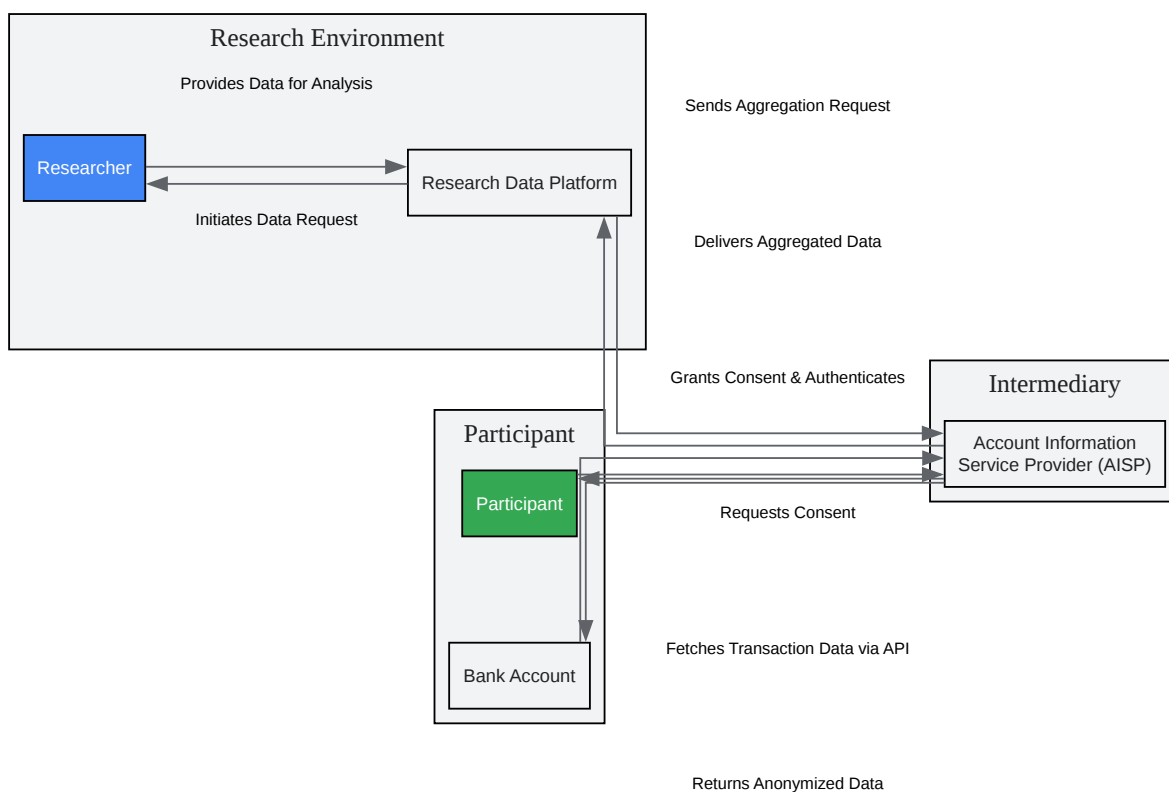 Research Environment
Provides Data for Analysis
Sends Aggregation Request
Researcher
Research Data Platform
Initiates Data Request
Delivers Aggregated Data
Grants Consent & Authenticates
Intermediary
Participant
Account Information
Service Provider (AISP)
Participant
Requests Consent
Fetches Transaction Data via API
Bank Account
Returns Anonymized Data